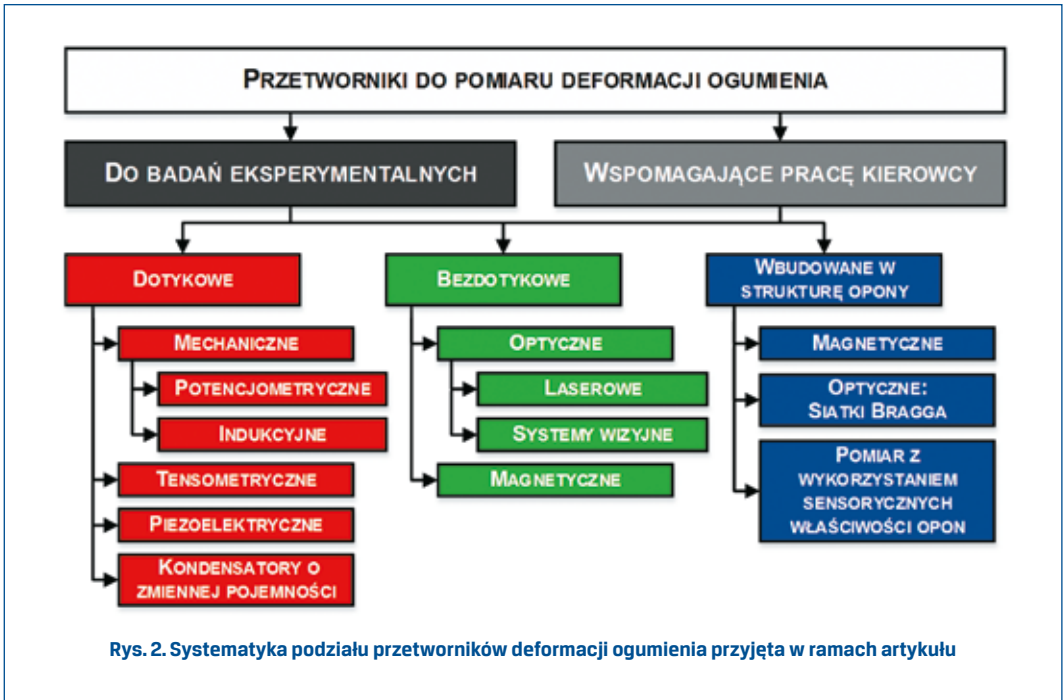 PRZETWORNIKI DO POMIARU DEFORMACJI OGUMIENIA
DO BADAŃ EKSPERYMENTALNYCH
WSPOMAGAJĄCE PRACĘ KIEROWCY
DOTYKOWE
MECHANICZNE
POTENCJOMETRYCZNE
INDUKCYJNE
TENSOMETRYCZNE
PIEZOELEKTRYCZNE
KONDENSATORY O
ZMIENNEJ POJEMNOŚCI
BEZDOTYKOWE
OPTYCZNE
LASEROWE
SYSTEMY WIZYJNE
MAGNETYCZNE
WBUDOWANE W
STRUKTURĘ OPONY
MAGNETYCZNE
OPTYCZNE:
SIATKI BRAGGA
POMIAR Z
WYKORZYSTANIEM
SENSORYCZNYCH
WŁAŚCIWOŚCI OPON
Rys. 2. Systematyka podziału przetworników deformacji ogumienia przyjęta w ramach artykułu